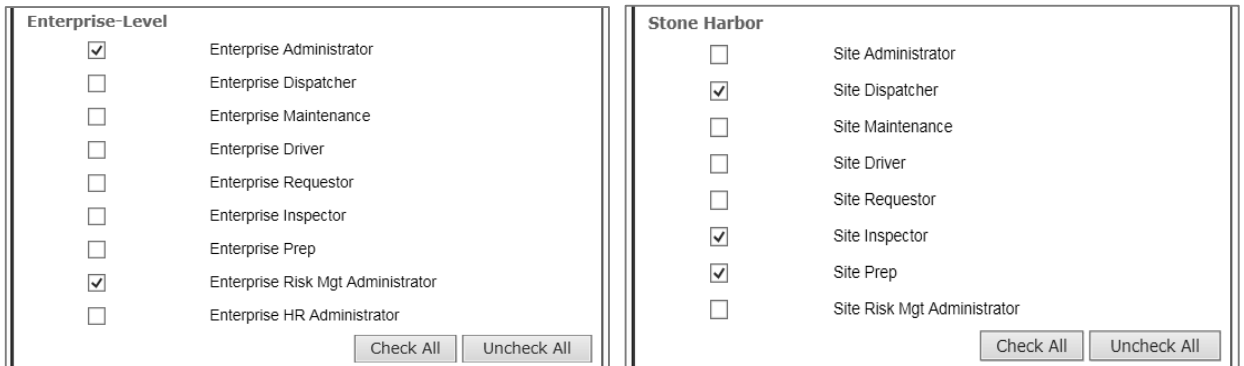 Enterprise-Level
Enterprise Administrator
Enterprise Dispatcher
Enterprise Maintenance
Enterprise Driver
Enterprise Requestor
Enterprise Inspector
Enterprise Prep
Enterprise Risk Mgt Administrator
Enterprise HR Administrator
Check All Uncheck All
Stone Harbor
Site Administrator
Site Dispatcher
Site Maintenance
Site Driver
Site Requestor
Site Inspector
Site Prep
Site Risk Mgt Administrator
Check All Uncheck All